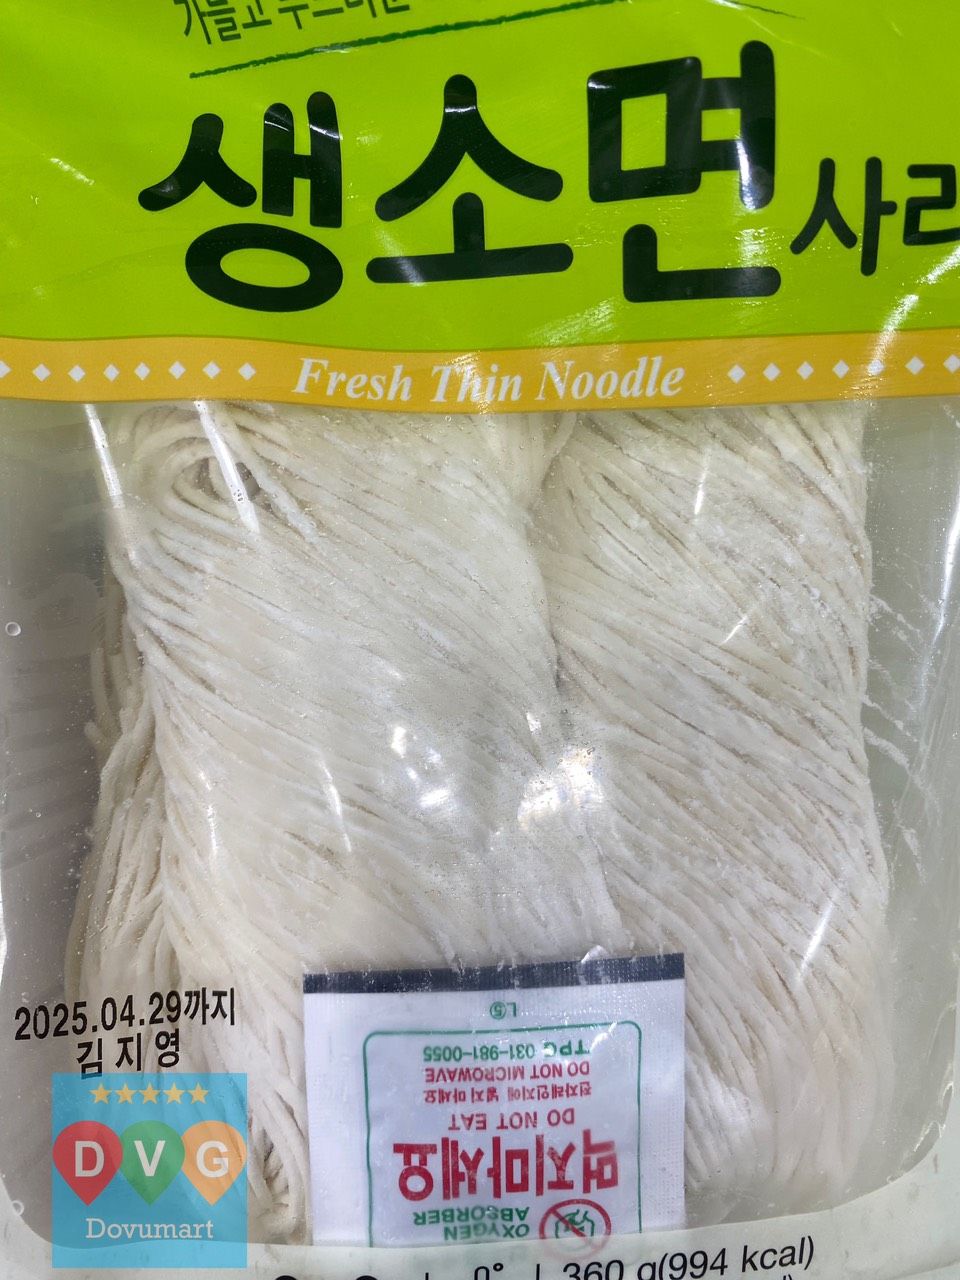 생소면 사리
Fresh Thin Noodle
2025.04.29까지
김지영
L⑤
TPG 031-981-0055
DO NOT MICROWAVE
전자레인지에 넣지 마세요
DO NOT EAT
먹지마세요
OXYGEN
ABSORBER
DVG
Dovumart
360 g(994 kcal)